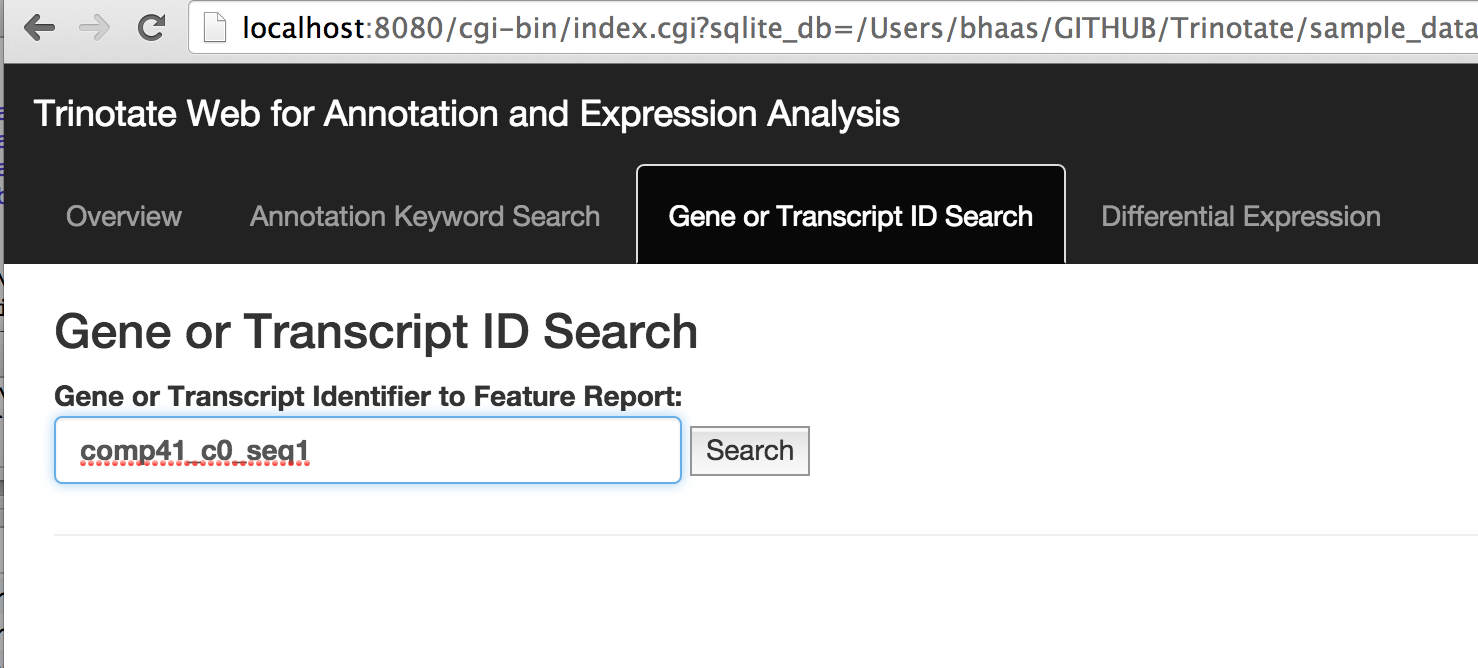 localhost:8080/cgi-bin/index.cgi?sqlite_db=/Users/bhaas/GITHUB/Trinotate/sample_data
Trinotate Web for Annotation and Expression Analysis
Overview Annotation Keyword Search Gene or Transcript ID Search Differential Expression
Gene or Transcript ID Search
Gene or Transcript Identifier to Feature Report:
comp41_c0_seq1 Search